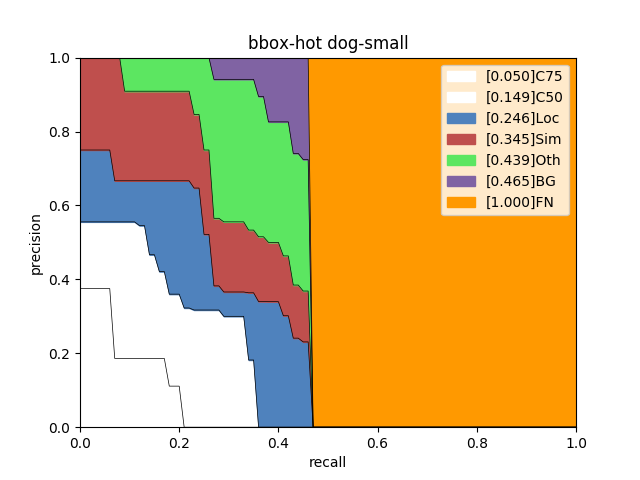 bbox-hot dog-small
1.0
0.8
0.6
0.4
0.2
0.0
precision
[0.050]C75
[0.149]C50
[0.246]Loc
[0.345]Sim
[0.439]Oth
[0.465]BG
[1.000]FN
0.0 0.2 0.4 0.6 0.8 1.0
recall